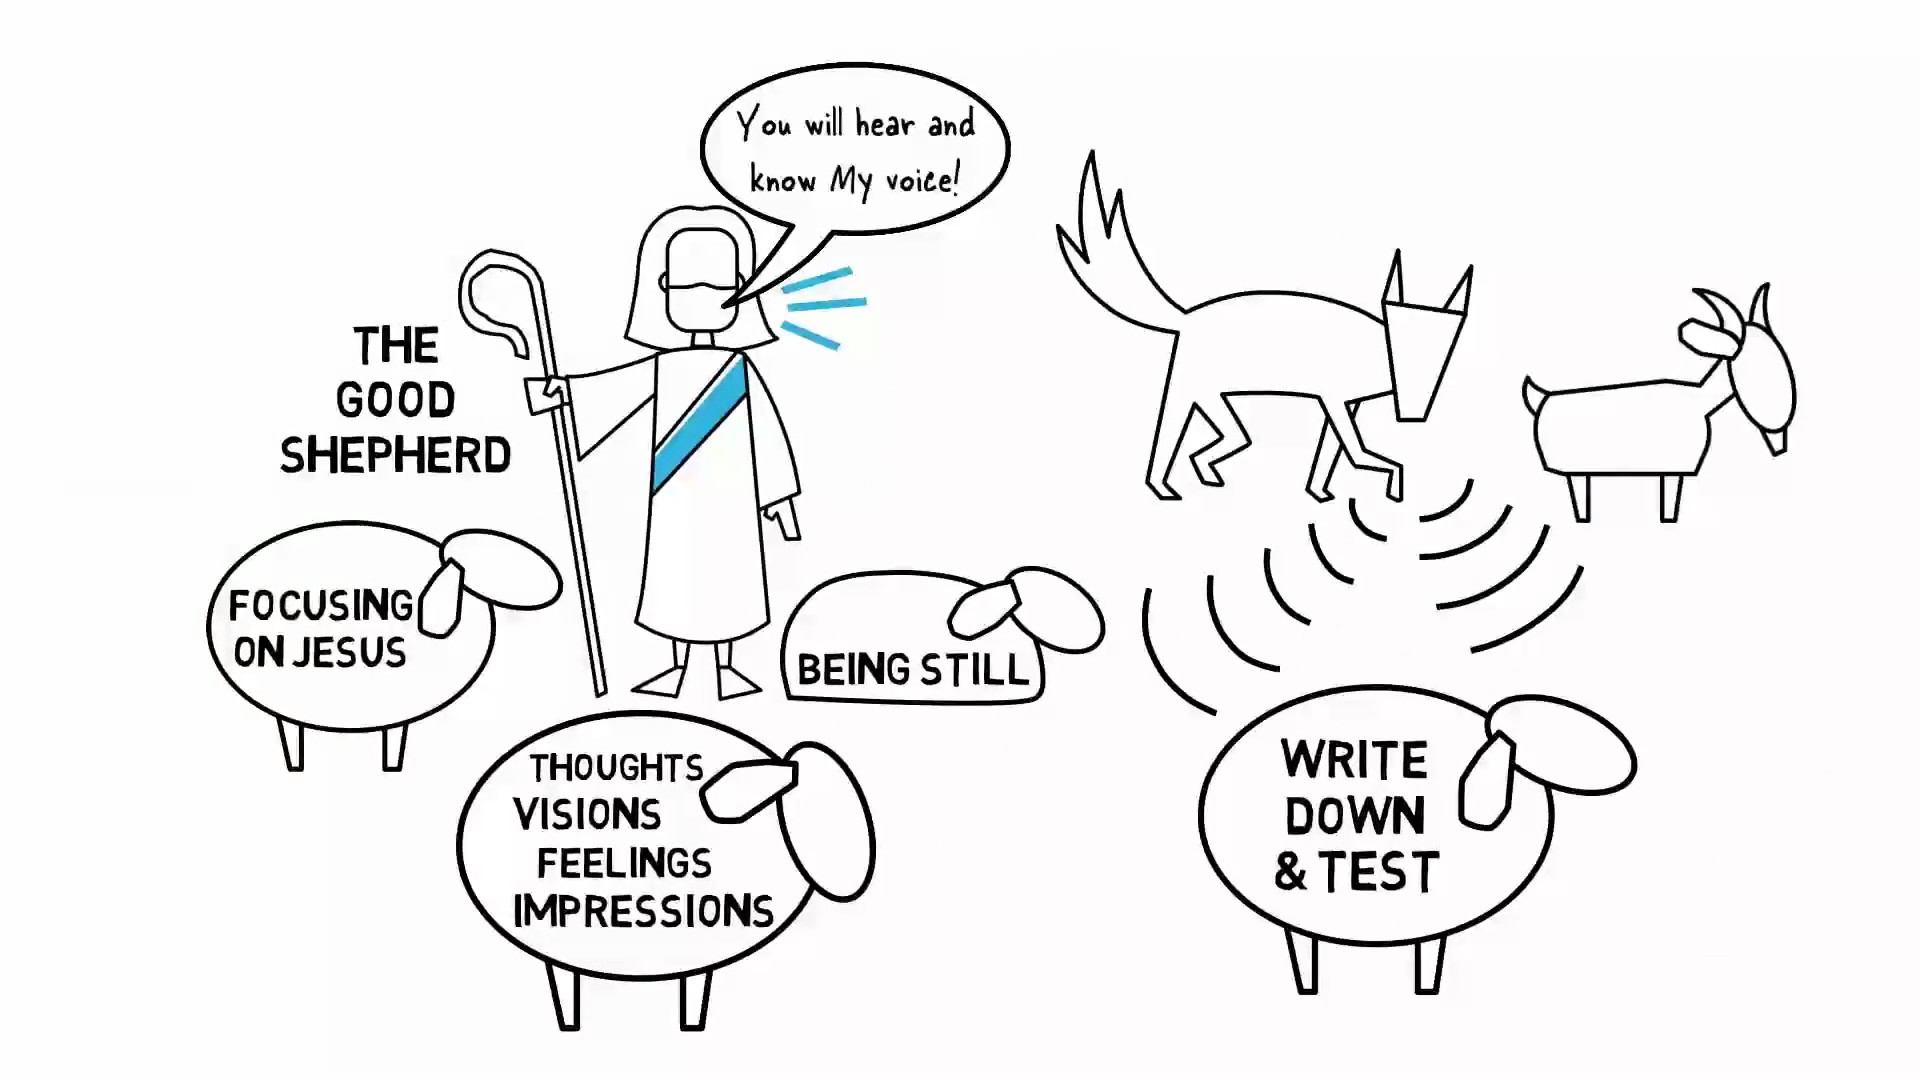 You will hear and
know My voice!
THE
GOOD
SHEPHERD
FOCUSING
ON JESUS
BEING STILL
THOUGHTS
VISIONS
FEELINGS
IMPRESSIONS
WRITE
DOWN
& TEST